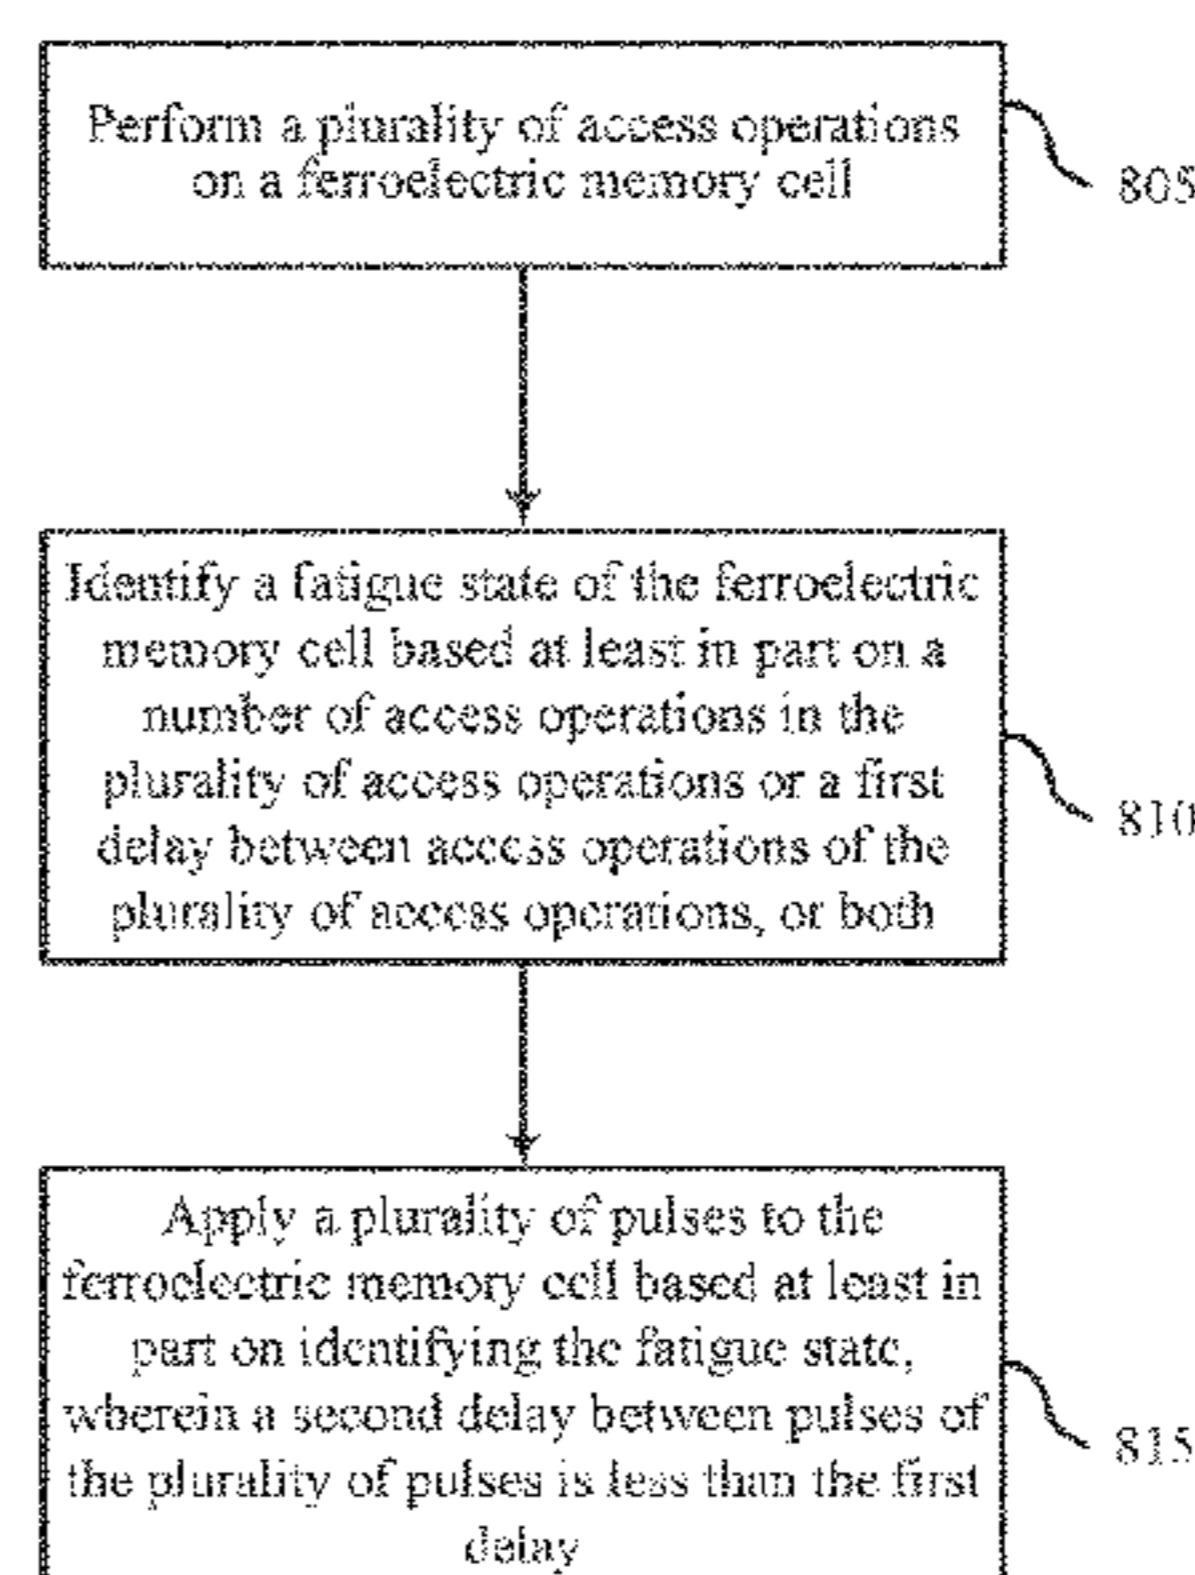 Perform a plurality of access operations
on a ferroelectric memory cell
805
Identify a fatigue state of the ferroelectric
memory cell based at least in part on a
number of access operations in the
plurality of access operations or a first
delay between access operations of the
plurality of access operations, or both
810
Apply a plurality of pulses to the
ferroelectric memory cell based at least in
part on identifying the fatigue state,
wherein a second delay between pulses of
the plurality of pulses is less than the first
delay
815